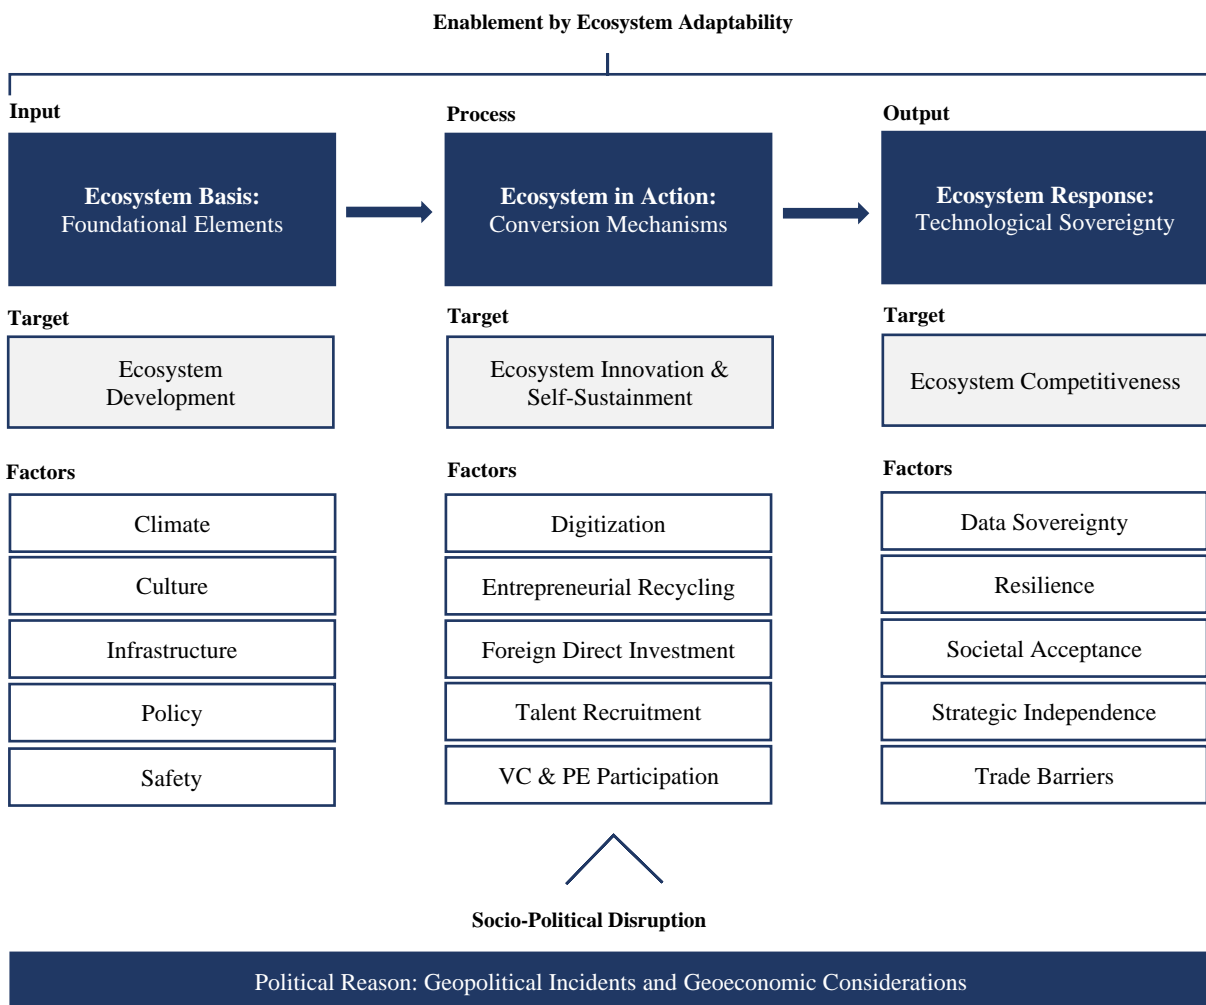 Enablement by Ecosystem Adaptability
Input
Process
Output
Ecosystem Basis:
Foundational Elements
Ecosystem in Action:
Conversion Mechanisms
Ecosystem Response:
Technological Sovereignty
Target
Target
Target
Ecosystem
Development
Ecosystem Innovation &
Self-Sustainment
Ecosystem Competitiveness
Factors
Factors
Factors
Climate
Digitization
Data Sovereignty
Culture
Entrepreneurial Recycling
Resilience
Infrastructure
Foreign Direct Investment
Societal Acceptance
Policy
Talent Recruitment
Strategic Independence
Safety
VC & PE Participation
Trade Barriers
Socio-Political Disruption
Political Reason: Geopolitical Incidents and Geoeconomic Considerations